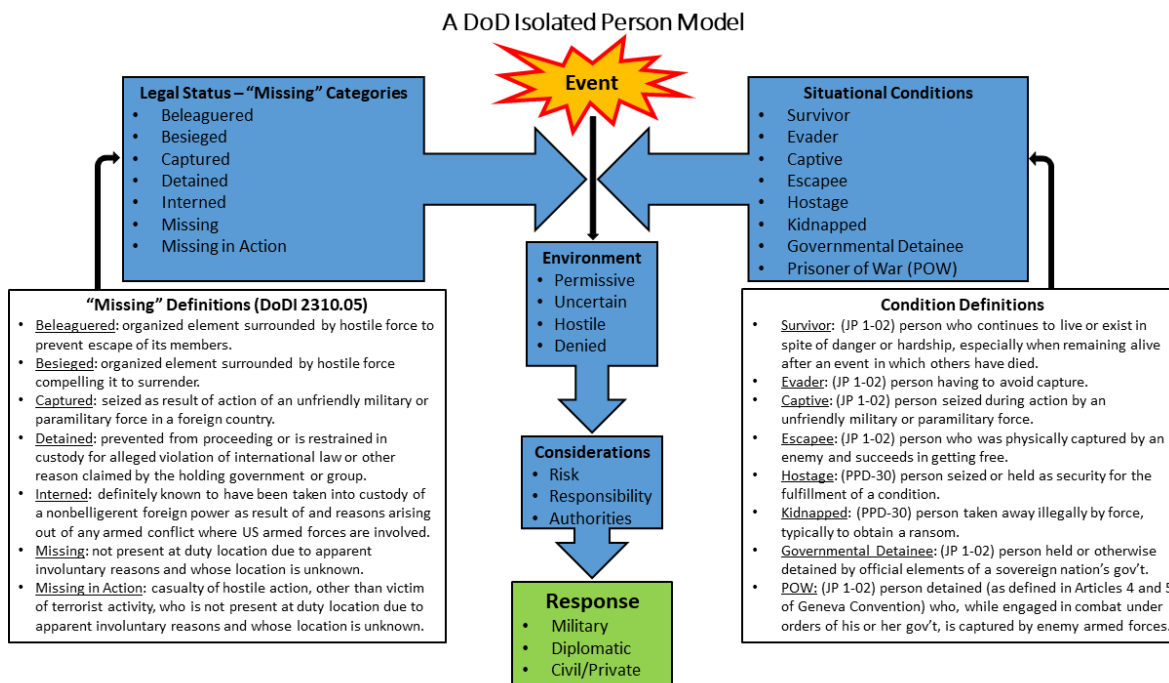 A DoD Isolated Person Model
Event
Legal Status – “Missing” Categories
• Beleaguered
• Besieged
• Captured
• Detained
• Interned
• Missing
• Missing in Action
Situational Conditions
• Survivor
• Evader
• Captive
• Escapee
• Hostage
• Kidnapped
• Governmental Detainee
• Prisoner of War (POW)
Environment
• Permissive
• Uncertain
• Hostile
• Denied
“Missing” Definitions (DoDI 2310.05)
• Beleaguered: organized element surrounded by hostile force to
prevent escape of its members.
• Besieged: organized element surrounded by hostile force
compelling it to surrender.
• Captured: seized as result of action of an unfriendly military or
paramilitary force in a foreign country.
• Detained: prevented from proceeding or is restrained in
custody for alleged violation of international law or other
reason claimed by the holding government or group.
• Interned: definitely known to have been taken into custody of
a nonbelligerent foreign power as result of and reasons arising
out of any armed conflict where US armed forces are involved.
• Missing: not present at duty location due to apparent
involuntary reasons and whose location is unknown.
• Missing in Action: casualty of hostile action, other than victim
of terrorist activity, who is not present at duty location due to
apparent involuntary reasons and whose location is unknown.
Condition Definitions
• Survivor: (JP 1-02) person who continues to live or exist in
spite of danger or hardship, especially when remaining alive
after an event in which others have died.
• Evader: (JP 1-02) person having to avoid capture.
• Captive: (JP 1-02) person seized during action by an
unfriendly military or paramilitary force.
• Escapee: (JP 1-02) person who was physically captured by an
enemy and succeeds in getting free.
• Hostage: (PPD-30) person seized or held as security for the
fulfillment of a condition.
• Kidnapped: (PPD-30) person taken away illegally by force,
typically to obtain a ransom.
• Governmental Detainee: (JP 1-02) person held or otherwise
detained by official elements of a sovereign nation’s gov’t.
• POW: (JP 1-02) person detained (as defined in Articles 4 and 5
of Geneva Convention) who, while engaged in combat under
orders of his or her gov’t, is captured by enemy armed forces.
Considerations
• Risk
• Responsibility
• Authorities
Response
• Military
• Diplomatic
• Civil/Private